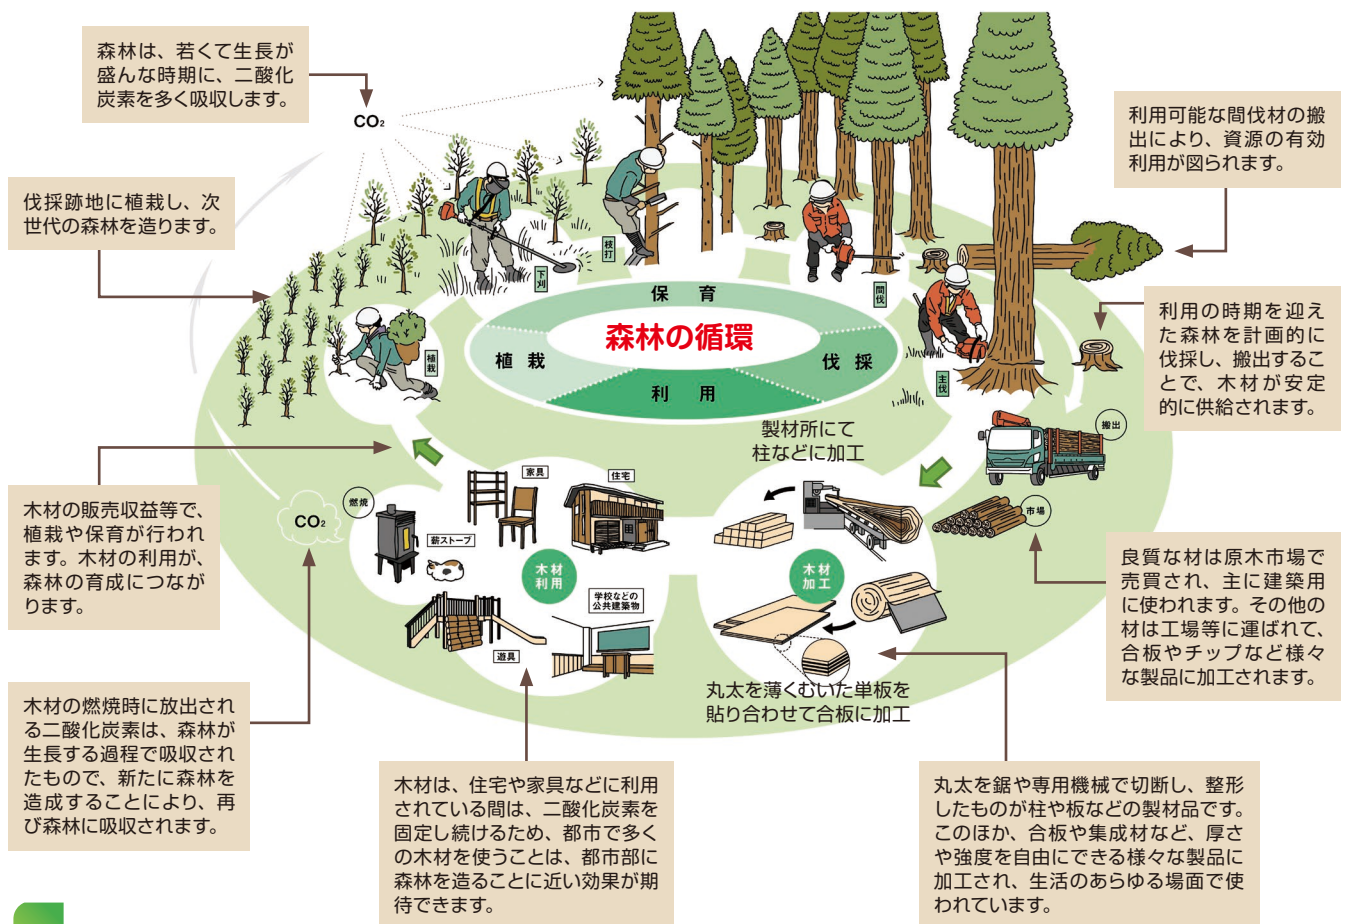 森林は、若くて生長が
盛んな時期に、二酸化
炭素を多く吸収します。
CO₂
利用可能な間伐材の搬
出により、資源の有効
利用が図られます。
伐採跡地に植栽し、次
世代の森林を造ります。
枝打
下刈
間伐
植栽
主伐
保育
森林の循環
植栽
伐採
利用
利用の時期を迎え
た森林を計画的に
伐採し、搬出するこ
とで、木材が安定
的に供給されます。
搬出
市場
製材所にて
柱などに加工
木材の販売収益等で、
植栽や保育が行われ
ます。木材の利用が、
森林の育成につなが
ります。
CO₂
燃焼
家具
住宅
薪ストーブ
木材
利用
学校などの
公共建築物
遊具
木材
加工
丸太を薄くむいた単板を
貼り合わせて合板に加工
良質な材は原木市場で
売買され、主に建築用
に使われます。その他の
材は工場等に運ばれて、
合板やチップなど様々
な製品に加工されます。
木材の燃焼時に放出され
る二酸化炭素は、森林が
生長する過程で吸収され
たもので、新たに森林を
造成することにより、再
び森林に吸収されます。
木材は、住宅や家具などに利用
されている間は、二酸化炭素を
固定し続けるため、都市で多く
の木材を使うことは、都市部に
森林を造ることに近い効果が期
待できます。
丸太を鋸や専用機械で切断し、整形
したものが柱や板などの製材品です。
このほか、合板や集成材など、厚さ
や強度を自由にできる様々な製品に
加工され、生活のあらゆる場面で使
われています。